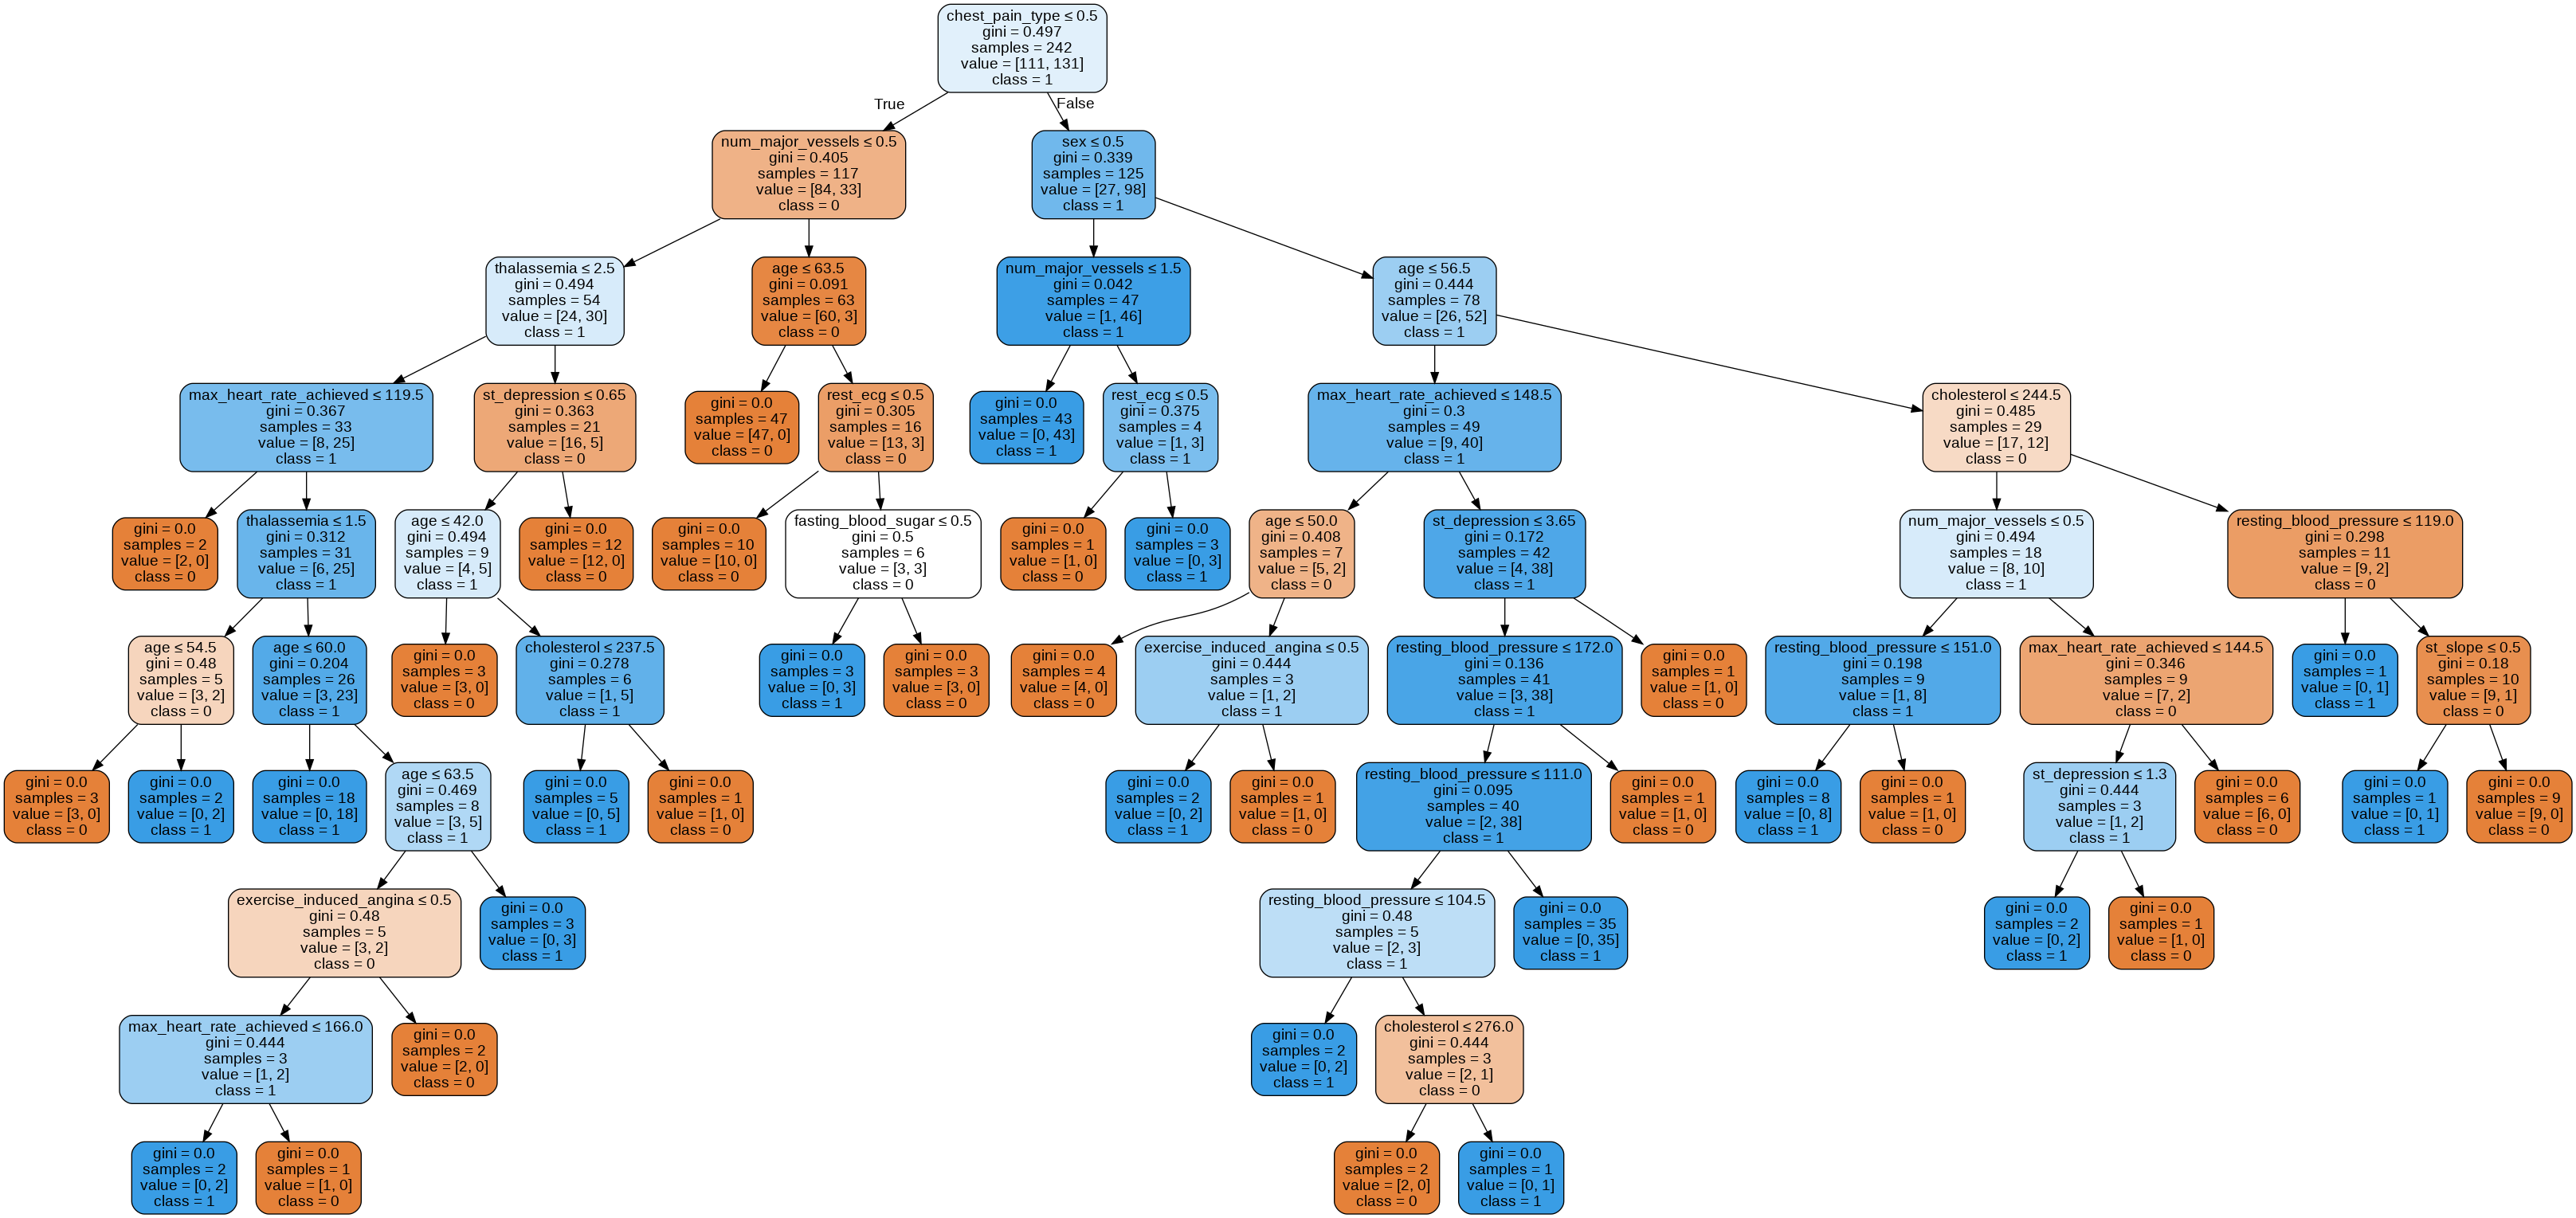 chest_pain_type ≤ 0.5
gini = 0.497
samples = 242
value = [111, 131]
class = 1
True
False
num_major_vessels ≤ 0.5
gini = 0.405
samples = 117
value = [84, 33]
class = 0
sex ≤ 0.5
gini = 0.339
samples = 125
value = [27, 98]
class = 1
thalassemia ≤ 2.5
gini = 0.494
samples = 54
value = [24, 30]
class = 1
age ≤ 63.5
gini = 0.091
samples = 63
value = [60, 3]
class = 0
num_major_vessels ≤ 1.5
gini = 0.042
samples = 47
value = [1, 46]
class = 1
age ≤ 56.5
gini = 0.444
samples = 78
value = [26, 52]
class = 1
max_heart_rate_achieved ≤ 119.5
gini = 0.367
samples = 33
value = [8, 25]
class = 1
st_depression ≤ 0.65
gini = 0.363
samples = 21
value = [16, 5]
class = 0
gini = 0.0
samples = 47
value = [47, 0]
class = 0
rest_ecg ≤ 0.5
gini = 0.305
samples = 16
value = [13, 3]
class = 0
gini = 0.0
samples = 43
value = [0, 43]
class = 1
rest_ecg ≤ 0.5
gini = 0.375
samples = 4
value = [1, 3]
class = 1
max_heart_rate_achieved ≤ 148.5
gini = 0.3
samples = 49
value = [9, 40]
class = 1
cholesterol ≤ 244.5
gini = 0.485
samples = 29
value = [17, 12]
class = 0
gini = 0.0
samples = 2
value = [2, 0]
class = 0
thalassemia ≤ 1.5
gini = 0.312
samples = 31
value = [6, 25]
class = 1
age ≤ 42.0
gini = 0.494
samples = 9
value = [4, 5]
class = 1
gini = 0.0
samples = 12
value = [12, 0]
class = 0
gini = 0.0
samples = 10
value = [10, 0]
class = 0
fasting_blood_sugar ≤ 0.5
gini = 0.5
samples = 6
value = [3, 3]
class = 0
gini = 0.0
samples = 1
value = [1, 0]
class = 0
gini = 0.0
samples = 3
value = [0, 3]
class = 1
age ≤ 50.0
gini = 0.408
samples = 7
value = [5, 2]
class = 0
st_depression ≤ 3.65
gini = 0.172
samples = 42
value = [4, 38]
class = 1
num_major_vessels ≤ 0.5
gini = 0.494
samples = 18
value = [8, 10]
class = 1
resting_blood_pressure ≤ 119.0
gini = 0.298
samples = 11
value = [9, 2]
class = 0
age ≤ 54.5
gini = 0.48
samples = 5
value = [3, 2]
class = 0
age ≤ 60.0
gini = 0.204
samples = 26
value = [3, 23]
class = 1
gini = 0.0
samples = 3
value = [3, 0]
class = 0
cholesterol ≤ 237.5
gini = 0.278
samples = 6
value = [1, 5]
class = 1
gini = 0.0
samples = 3
value = [0, 3]
class = 1
gini = 0.0
samples = 3
value = [3, 0]
class = 0
gini = 0.0
samples = 4
value = [4, 0]
class = 0
exercise_induced_angina ≤ 0.5
gini = 0.444
samples = 3
value = [1, 2]
class = 1
resting_blood_pressure ≤ 172.0
gini = 0.136
samples = 41
value = [3, 38]
class = 1
gini = 0.0
samples = 1
value = [1, 0]
class = 0
resting_blood_pressure ≤ 151.0
gini = 0.198
samples = 9
value = [1, 8]
class = 1
max_heart_rate_achieved ≤ 144.5
gini = 0.346
samples = 9
value = [7, 2]
class = 0
gini = 0.0
samples = 1
value = [0, 1]
class = 1
st_slope ≤ 0.5
gini = 0.18
samples = 10
value = [9, 1]
class = 0
gini = 0.0
samples = 3
value = [3, 0]
class = 0
gini = 0.0
samples = 2
value = [0, 2]
class = 1
gini = 0.0
samples = 18
value = [0, 18]
class = 1
age ≤ 63.5
gini = 0.469
samples = 8
value = [3, 5]
class = 1
gini = 0.0
samples = 5
value = [0, 5]
class = 1
gini = 0.0
samples = 1
value = [1, 0]
class = 0
gini = 0.0
samples = 2
value = [0, 2]
class = 1
gini = 0.0
samples = 1
value = [1, 0]
class = 0
resting_blood_pressure ≤ 111.0
gini = 0.095
samples = 40
value = [2, 38]
class = 1
gini = 0.0
samples = 1
value = [1, 0]
class = 0
gini = 0.0
samples = 8
value = [0, 8]
class = 1
gini = 0.0
samples = 1
value = [1, 0]
class = 0
st_depression ≤ 1.3
gini = 0.444
samples = 3
value = [1, 2]
class = 1
gini = 0.0
samples = 6
value = [6, 0]
class = 0
gini = 0.0
samples = 1
value = [0, 1]
class = 1
gini = 0.0
samples = 9
value = [9, 0]
class = 0
exercise_induced_angina ≤ 0.5
gini = 0.48
samples = 5
value = [3, 2]
class = 0
gini = 0.0
samples = 3
value = [0, 3]
class = 1
resting_blood_pressure ≤ 104.5
gini = 0.48
samples = 5
value = [2, 3]
class = 1
gini = 0.0
samples = 35
value = [0, 35]
class = 1
gini = 0.0
samples = 2
value = [0, 2]
class = 1
gini = 0.0
samples = 1
value = [1, 0]
class = 0
max_heart_rate_achieved ≤ 166.0
gini = 0.444
samples = 3
value = [1, 2]
class = 1
gini = 0.0
samples = 2
value = [2, 0]
class = 0
gini = 0.0
samples = 2
value = [0, 2]
class = 1
cholesterol ≤ 276.0
gini = 0.444
samples = 3
value = [2, 1]
class = 0
gini = 0.0
samples = 2
value = [0, 2]
class = 1
gini = 0.0
samples = 1
value = [1, 0]
class = 0
gini = 0.0
samples = 2
value = [2, 0]
class = 0
gini = 0.0
samples = 1
value = [0, 1]
class = 1